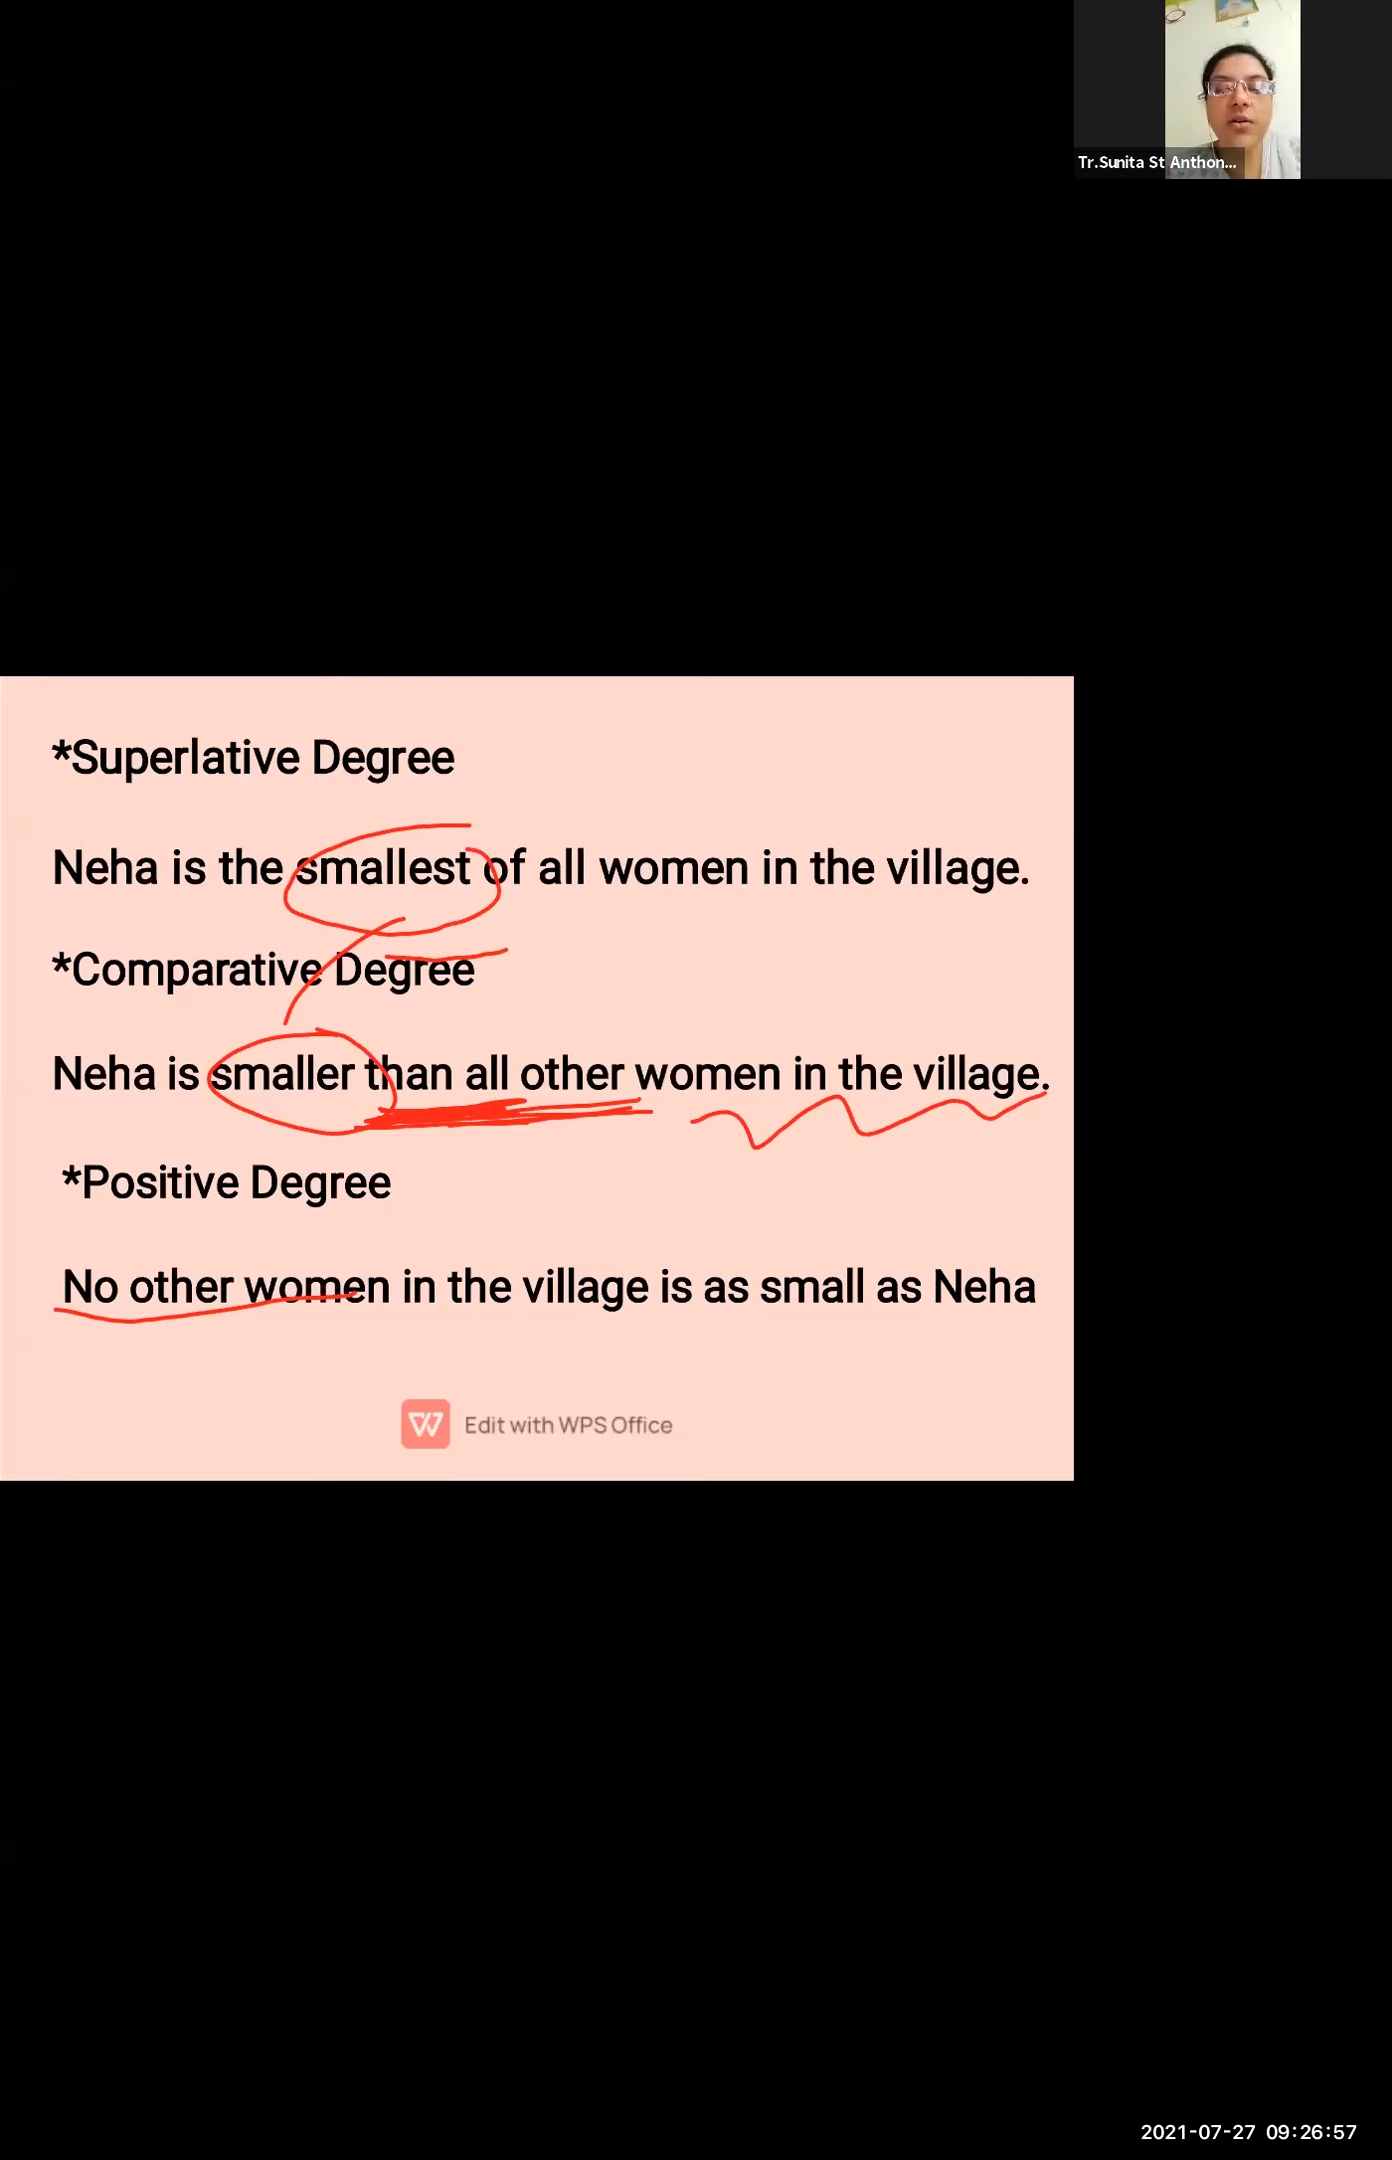 Tr.Sunita St Anthon...
*Superlative Degree
Neha is the smallest of all women in the village.
*Comparative Degree
Neha is smaller than all other women in the village.
*Positive Degree
No other women in the village is as small as Neha
Edit with WPS Office
2021-07-27 09:26:57